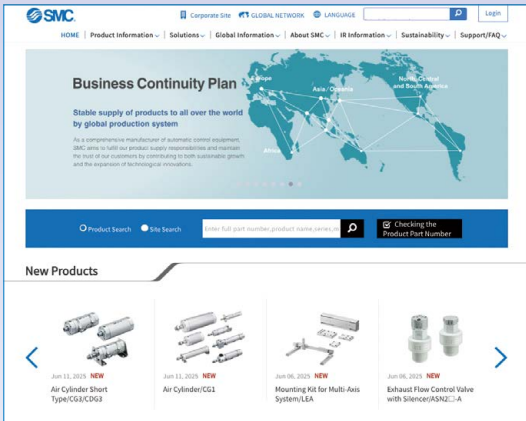 SMC.
Corporate Site GLOBAL NETWORK LANGUAGE Login
HOME Product Information Solutions Global Information About SMC IR Information Sustainability Support/FAQ
Business Continuity Plan
Stable supply of products to all over the world
by global production system
As a comprehensive manufacturer of automatic control equipment,
SMC aims to fulfill our product supply responsibilities and maintain
the trust of our customers by contributing to both sustainable growth
and the expansion of technological innovations.
Europe
Asia / Oceania
North, Central
and South America
Africa
Product Search Site Search Enter full part number,product name,series, Checking the
Product Part Number
New Products
Jun 11, 2025 NEW
Air Cylinder Short
Type/CG3/CDG3
Jun 11, 2025 NEW
Air Cylinder/CG1
Jun 06, 2025 NEW
Mounting Kit for Multi-Axis
System/LEA
Jun 06, 2025 NEW
Exhaust Flow Control Valve
with Silencer/ASN2□-A